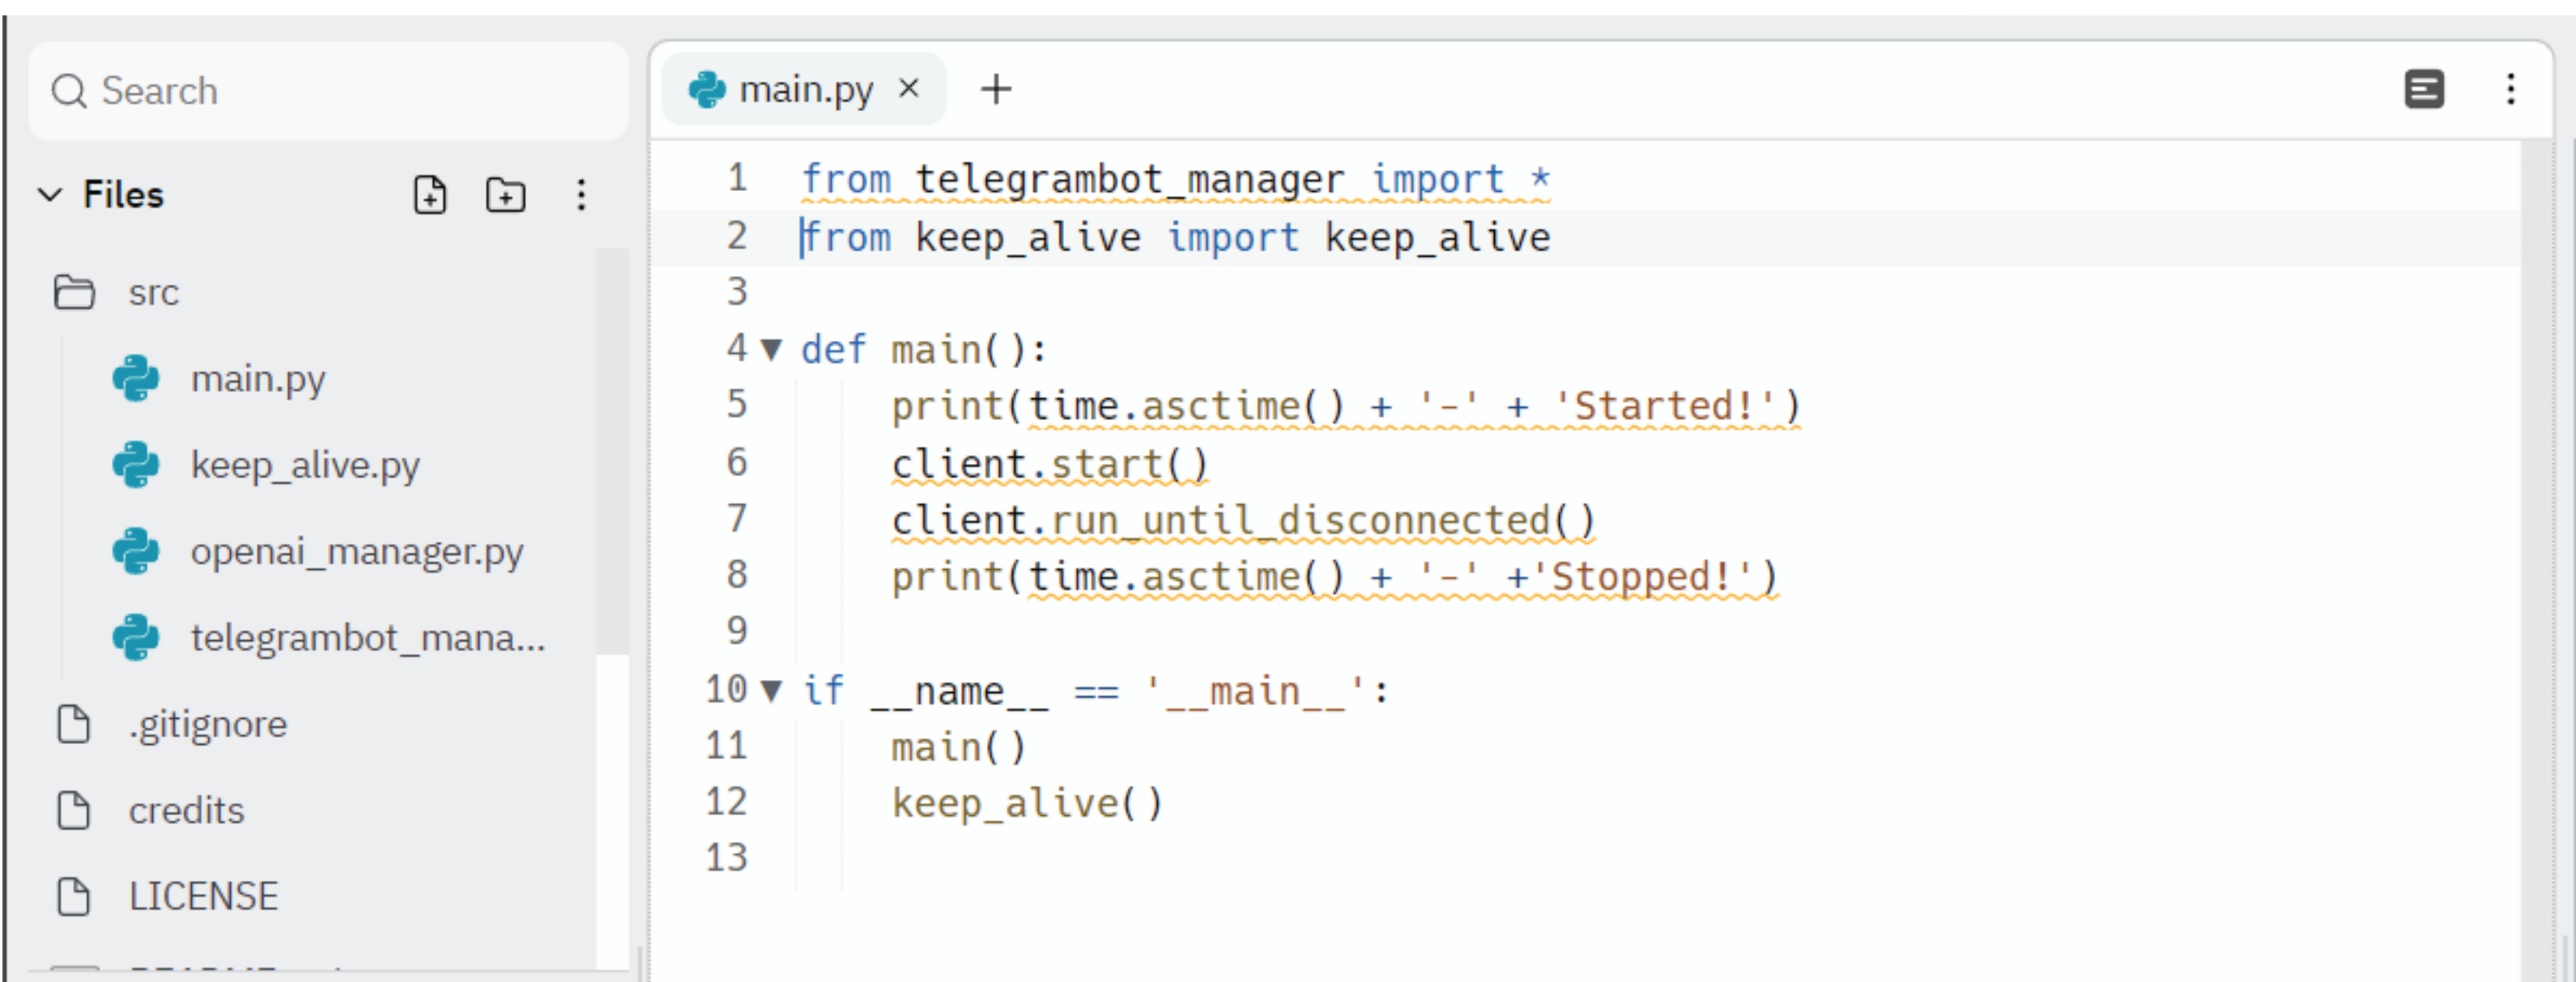 Search
Files
src
main.py
keep_alive.py
openai_manager.py
telegrambot_mana...
.gitignore
credits
LICENSE
main.py
1 from telegrambot_manager import *
2 from keep_alive import keep_alive
3
4 def main():
5 print(time.asctime() + '-' + 'Started!')
6 client.start()
7 client.run_until_disconnected()
8 print(time.asctime() + '-' +'Stopped!')
9
10 if __name__ == '__main__':
11 main()
12 keep_alive()
13